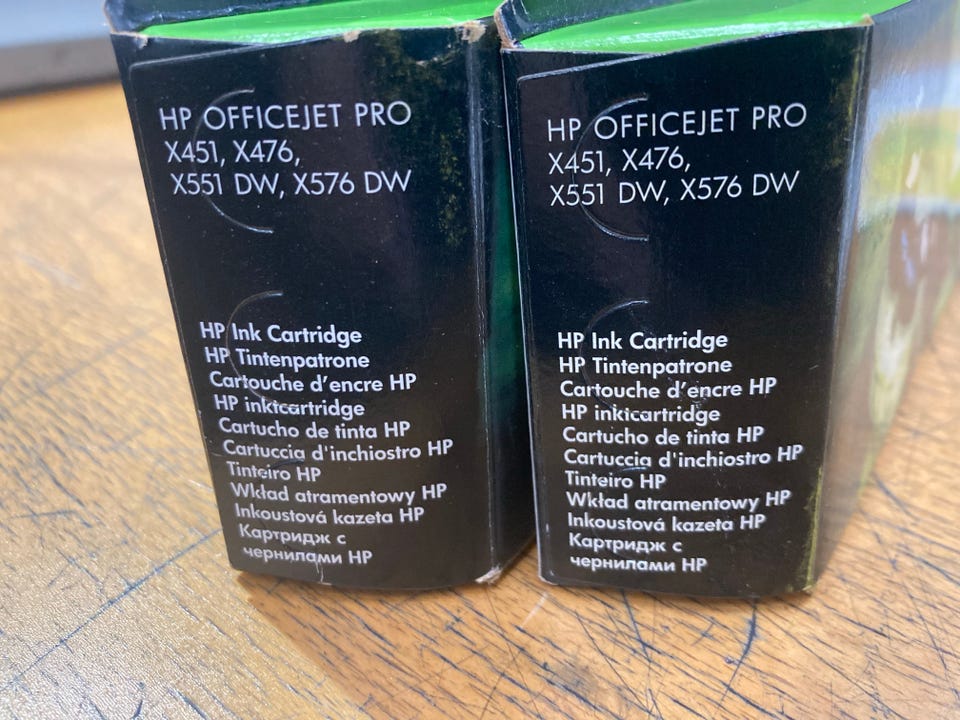 HP OFFICEJET PRO
X451, X476,
X551 DW, X576 DW
HP Ink Cartridge
HP Tintenpatrone
Cartouche d'encre HP
HP inktcartridge
Cartucho de tinta HP
Cartuccia d'inchiostro HP
Tinteiro HP
Wkład atramentowy HP
Inkoustová kazeta HP
Картридж с
чернилами HP
HP OFFICEJET PRO
X451, X476,
X551 DW, X576 DW
HP Ink Cartridge
HP Tintenpatrone
Cartouche d'encre HP
HP inktcartridge
Cartucho de tinta HP
Cartuccia d'inchiostro HP
Tinteiro HP
Wkład atramentowy HP
Inkoustová kazeta HP
Картридж с
чернилами HP